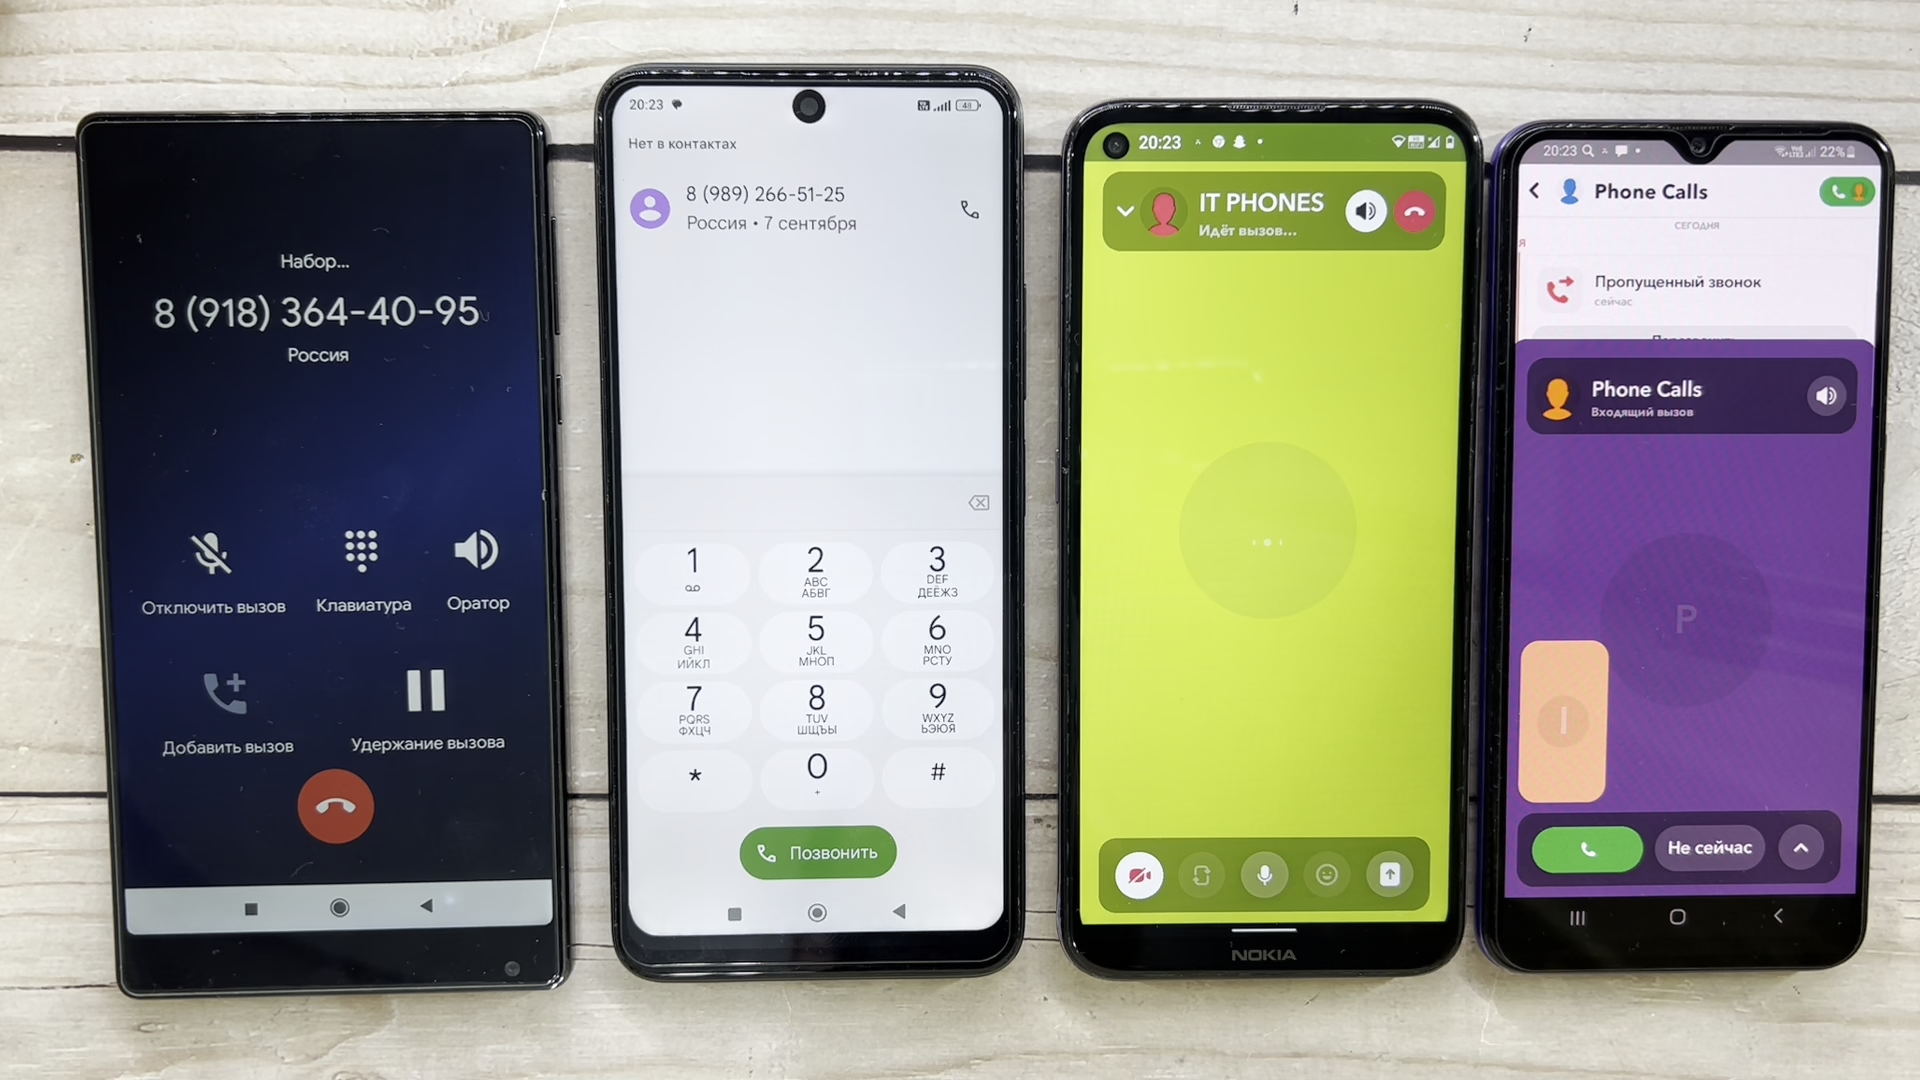 Набор...
8 (918) 364-40-95
Россия
Отключить вызов
Клавиатура
Оратор
Добавить вызов
Удержание вызова
20:23
48
Нет в контактах
8 (989) 266-51-25
Россия • 7 сентября
1
2
3
ABC
DEF
АБВГ
ДЕЁЖЗ
4
5
6
GHI
JKL
MNO
ИЙКЛ
МНОП
РСТУ
7
8
9
PQRS
TUV
WXYZ
ФХЦЧ
ШЩЪЫ
ЬЭЮЯ
*
0
#
+
Позвонить
20:23
IT PHONES
Идёт вызов...
NOKIA
20:23
22%
Phone Calls
СЕГОДНЯ
Я
Пропущенный звонок
сейчас
Phone Calls
Входящий вызов
P
I
Не сейчас